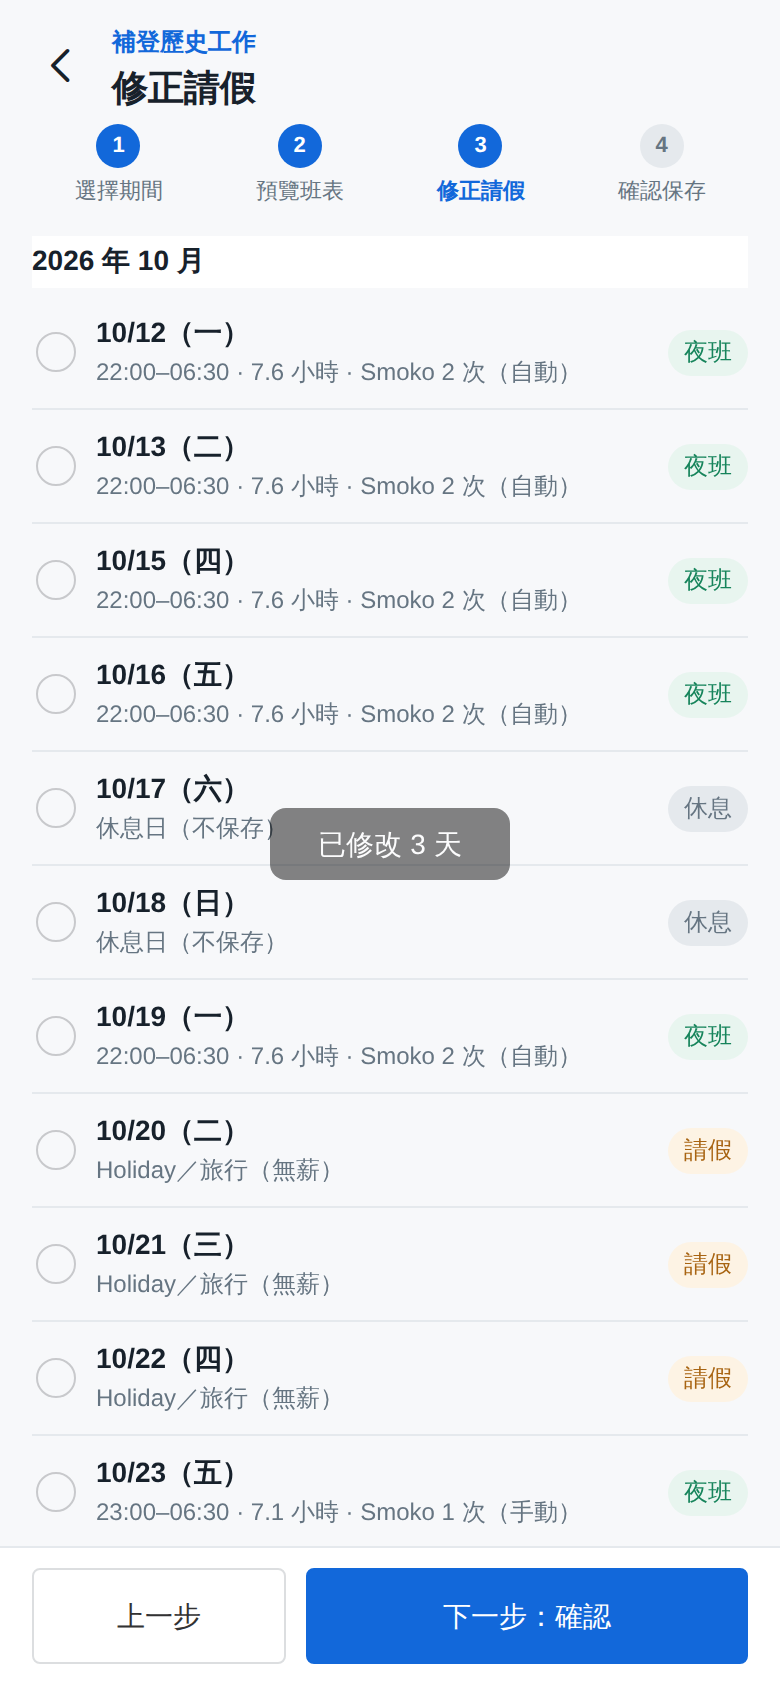 補登歷史工作
修正請假
1
2
3
4
選擇期間
預覽班表
修正請假
確認保存
2026 年 10 月
10/12（一）
22:00–06:30 · 7.6 小時 · Smoko 2 次（自動）
夜班
10/13（二）
22:00–06:30 · 7.6 小時 · Smoko 2 次（自動）
夜班
10/15（四）
22:00–06:30 · 7.6 小時 · Smoko 2 次（自動）
夜班
10/16（五）
22:00–06:30 · 7.6 小時 · Smoko 2 次（自動）
夜班
10/17（六）
休息日（不保存）
休息
已修改 3 天
10/18（日）
休息日（不保存）
休息
10/19（一）
22:00–06:30 · 7.6 小時 · Smoko 2 次（自動）
夜班
10/20（二）
Holiday／旅行（無薪）
請假
10/21（三）
Holiday／旅行（無薪）
請假
10/22（四）
Holiday／旅行（無薪）
請假
10/23（五）
23:00–06:30 · 7.1 小時 · Smoko 1 次（手動）
夜班
上一步
下一步：確認